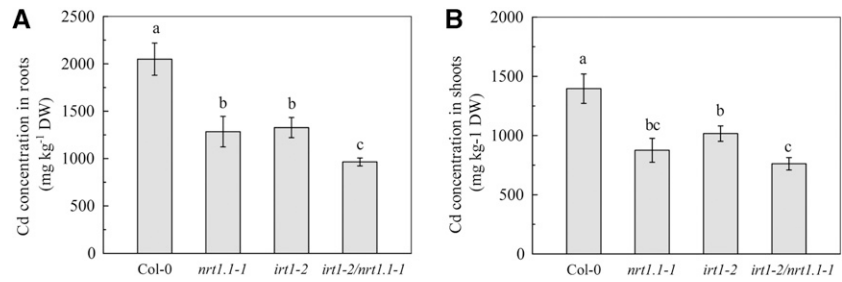 A
Cd concentration in roots
(mg kg⁻¹ DW)
2500
2000
1500
1000
500
0
a
b
b
c
Col-0 nrt1.1-1 irt1-2 irt1-2/nrt1.1-1
B
Cd concentration in shoots
(mg kg-1 DW)
2000
1500
1000
500
0
a
bc
b
c
Col-0 nrt1.1-1 irt1-2 irt1-2/nrt1.1-1